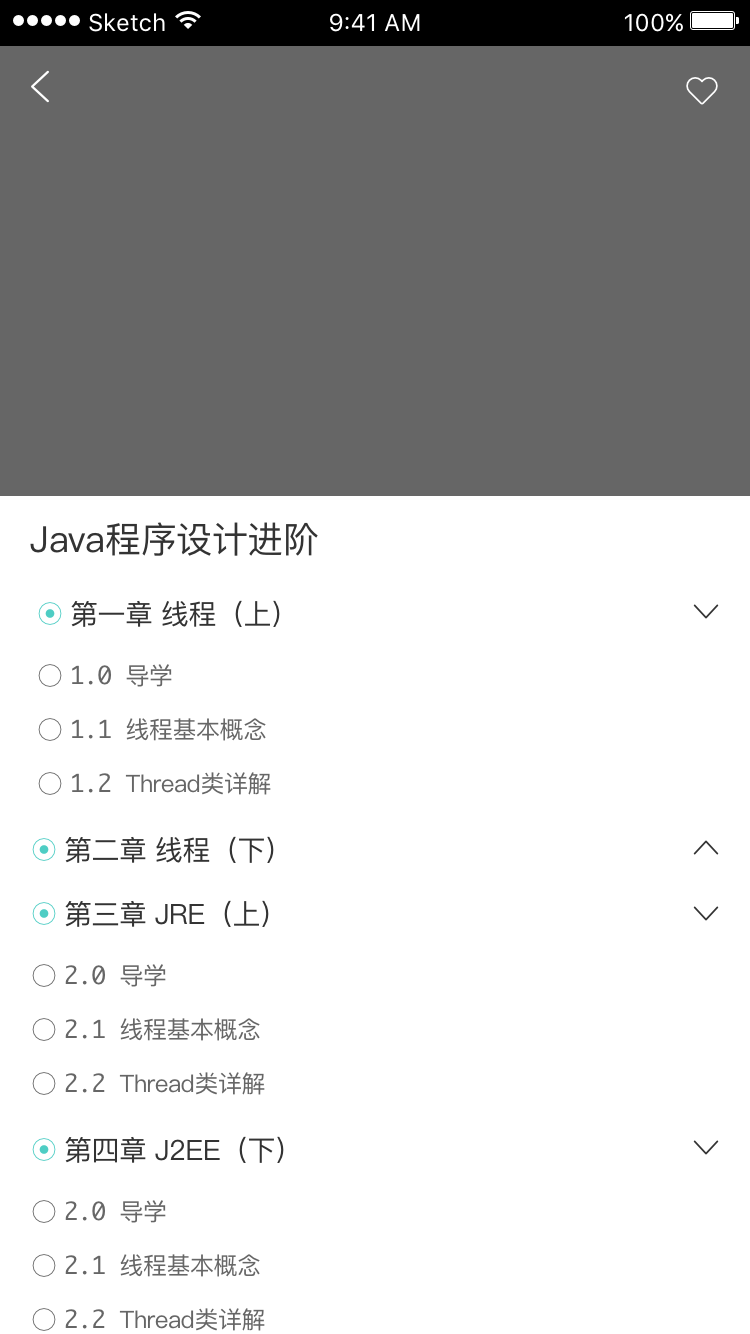 Sketch 9:41 AM 100%
Java程序设计进阶
第一章 线程（上）
1.0 导学
1.1 线程基本概念
1.2 Thread类详解
第二章 线程（下）
第三章 JRE（上）
2.0 导学
2.1 线程基本概念
2.2 Thread类详解
第四章 J2EE（下）
2.0 导学
2.1 线程基本概念
2.2 Thread类详解